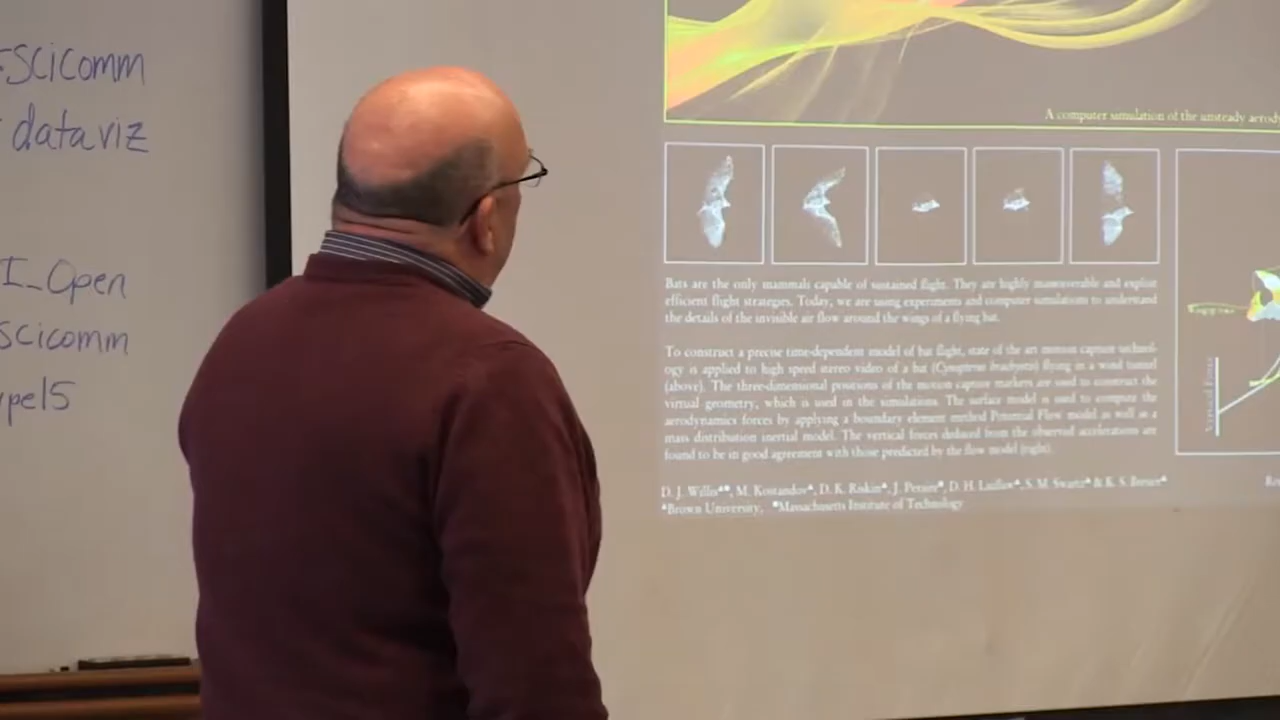 scicomm
dataviz
I_Open
scicomm
pel5
A computer simulation of the unsteady aerod
Bats are the only mammals capable of sustained flight. They are highly maneuverable and exploit
efficient flight strategies. Today, we are using experiments and computer simulations to understand
the details of the invisible air flow around the wings of a flying bat.
To construct a precise time-dependent model of bat flight, state of the art motion capture technol-
ogy is applied to high speed stereo video of a bat (Cynopterus brachyotis) flying in a wind tunnel
(above). The three-dimensional positions of the motion capture markers are used to construct the
virtual geometry, which is used in the simulations. The surface model is used to compute the
aerodynamics forces by applying a boundary element method Potential Flow model as well as a
mass distribution inertial model. The vertical forces deduced from the observed accelerations are
found to be in good agreement with those predicted by the flow model (right).
D. J. Willis, M. Kostandov, D. K. Riskin, J. Peraire, D. H. Laidlaw, S. M. Swartz & K. S. Breuer
Brown University, Massachusetts Institute of Technology
Vertical Force